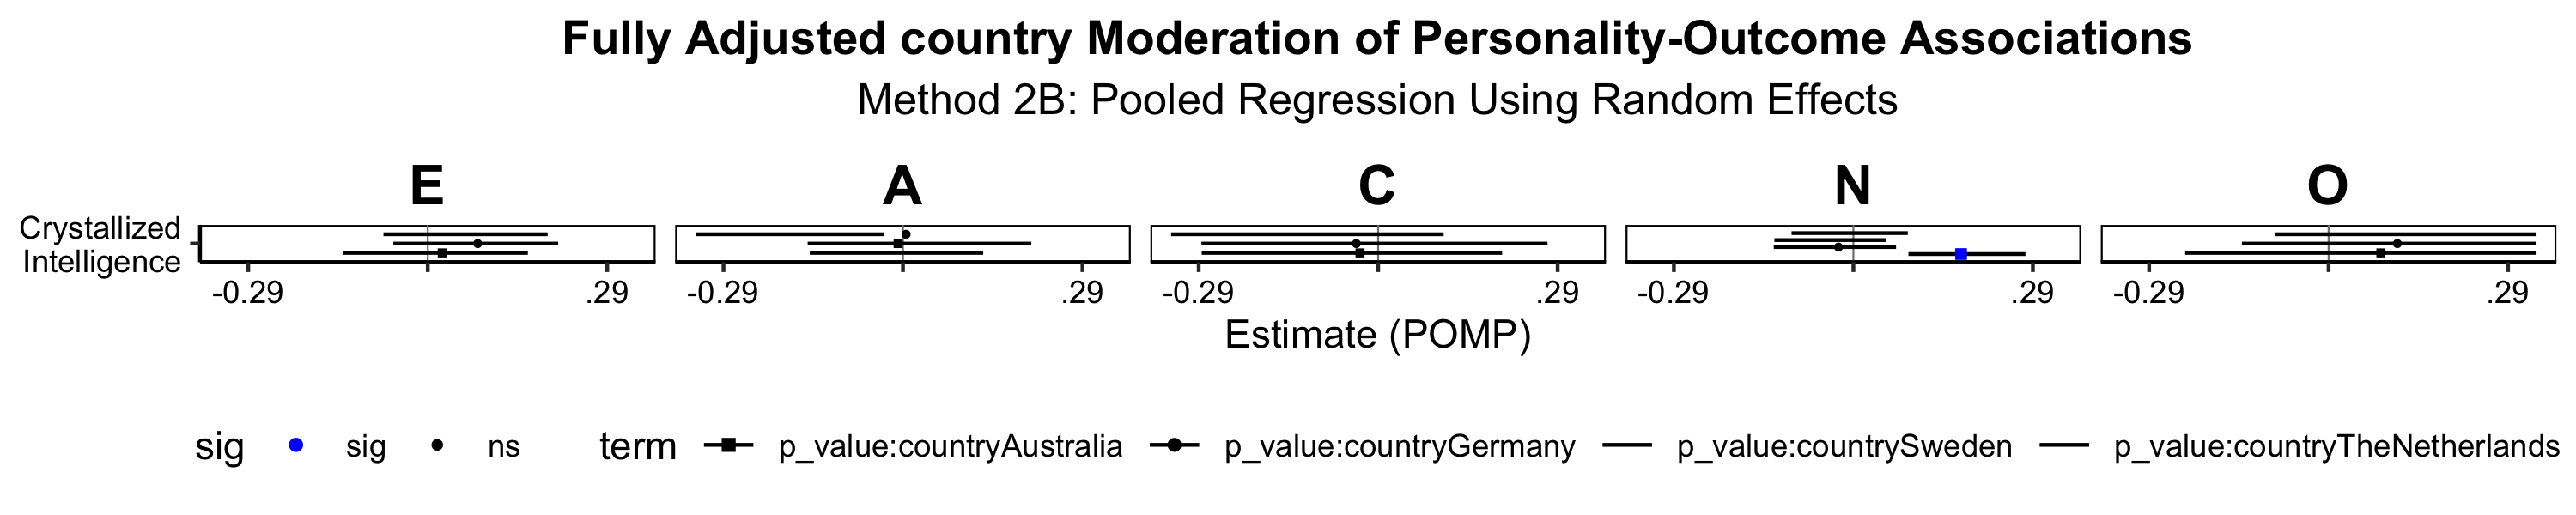 Fully Adjusted country Moderation of Personality-Outcome Associations
Method 2B: Pooled Regression Using Random Effects
E A C N O
Crystallized
Intelligence
-0.29 .29 -0.29 .29 -0.29 .29 -0.29 .29 -0.29 .29
Estimate (POMP)
sig sig ns term p_value:countryAustralia p_value:countryGermany p_value:countrySweden p_value:countryTheNetherlands